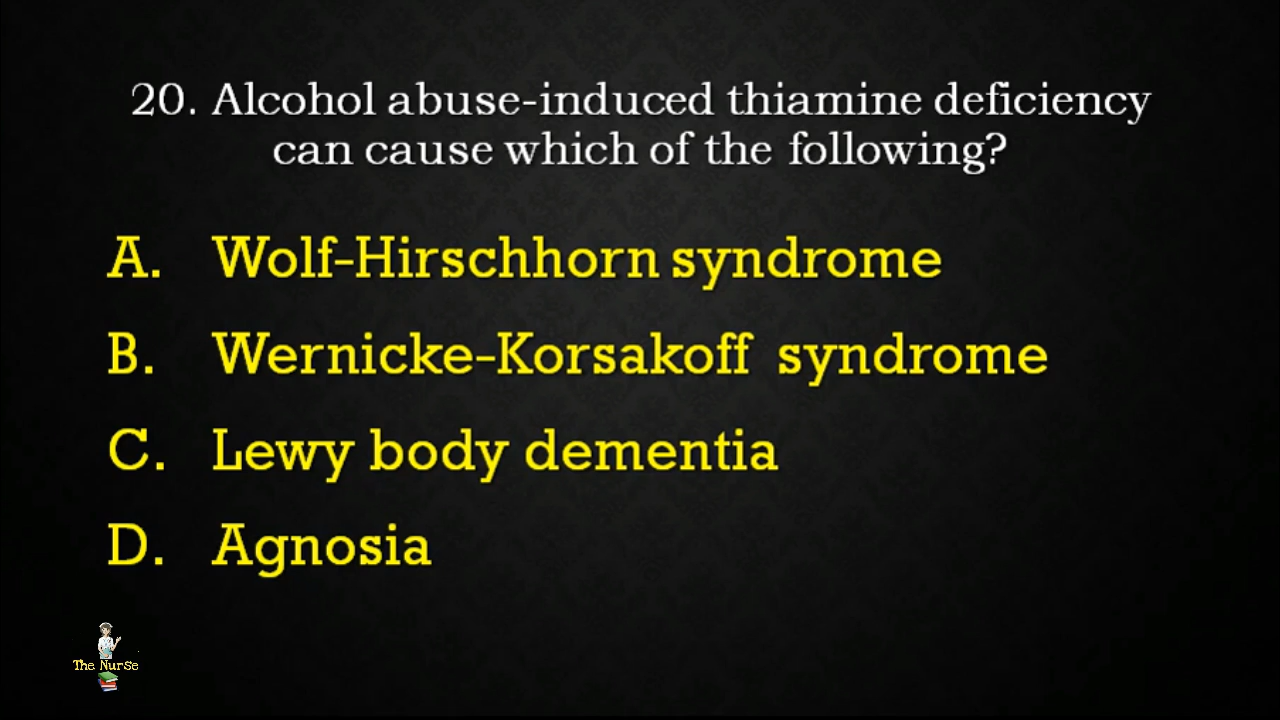 20. Alcohol abuse-induced thiamine deficiency
can cause which of the following?
A. Wolf-Hirschhorn syndrome
B. Wernicke-Korsakoff syndrome
C. Lewy body dementia
D. Agnosia
The Nurse